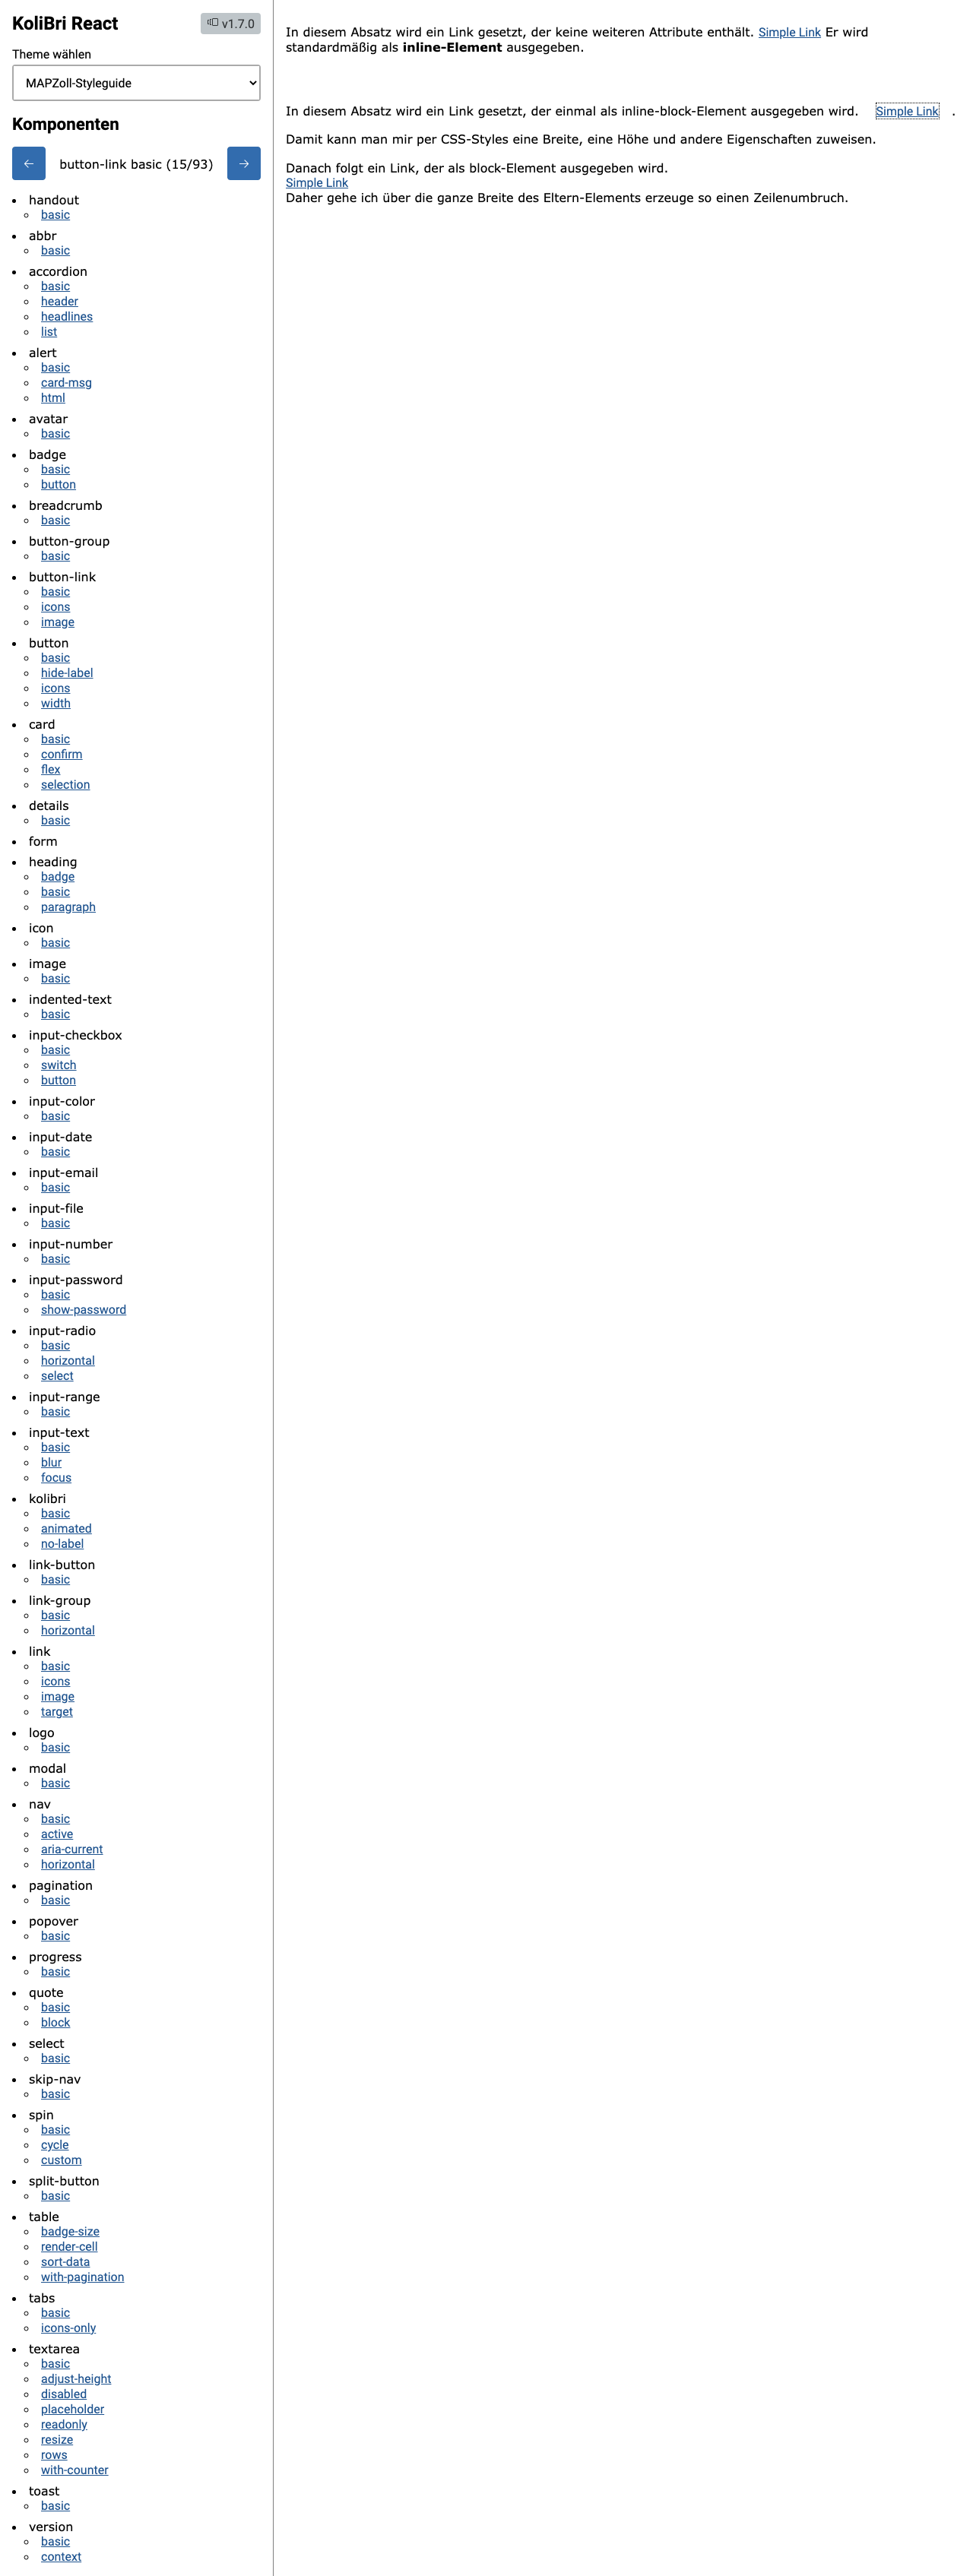 KoliBri React
v1.7.0
Theme wählen
MAPZoll-Styleguide
Komponenten
← button-link basic (15/93) →
handout
basic
abbr
basic
accordion
basic
header
headlines
list
alert
basic
card-msg
html
avatar
basic
badge
basic
button
breadcrumb
basic
button-group
basic
button-link
basic
icons
image
button
basic
hide-label
icons
width
card
basic
confirm
flex
selection
details
basic
form
heading
badge
basic
paragraph
icon
basic
image
basic
indented-text
basic
input-checkbox
basic
switch
button
input-color
basic
input-date
basic
input-email
basic
input-file
basic
input-number
basic
input-password
basic
show-password
input-radio
basic
horizontal
select
input-range
basic
input-text
basic
blur
focus
kolibri
basic
animated
no-label
link-button
basic
link-group
basic
horizontal
link
basic
icons
image
target
logo
basic
modal
basic
nav
basic
active
aria-current
horizontal
pagination
basic
popover
basic
progress
basic
quote
basic
block
select
basic
skip-nav
basic
spin
basic
cycle
custom
split-button
basic
table
badge-size
render-cell
sort-data
with-pagination
tabs
basic
icons-only
textarea
basic
adjust-height
disabled
placeholder
readonly
resize
rows
with-counter
toast
basic
version
basic
context
In diesem Absatz wird ein Link gesetzt, der keine weiteren Attribute enthält. Simple Link Er wird
standardmäßig als inline-Element ausgegeben.
In diesem Absatz wird ein Link gesetzt, der einmal als inline-block-Element ausgegeben wird. Simple Link .
Damit kann man mir per CSS-Styles eine Breite, eine Höhe und andere Eigenschaften zuweisen.
Danach folgt ein Link, der als block-Element ausgegeben wird.
Simple Link
Daher gehe ich über die ganze Breite des Eltern-Elements erzeuge so einen Zeilenumbruch.